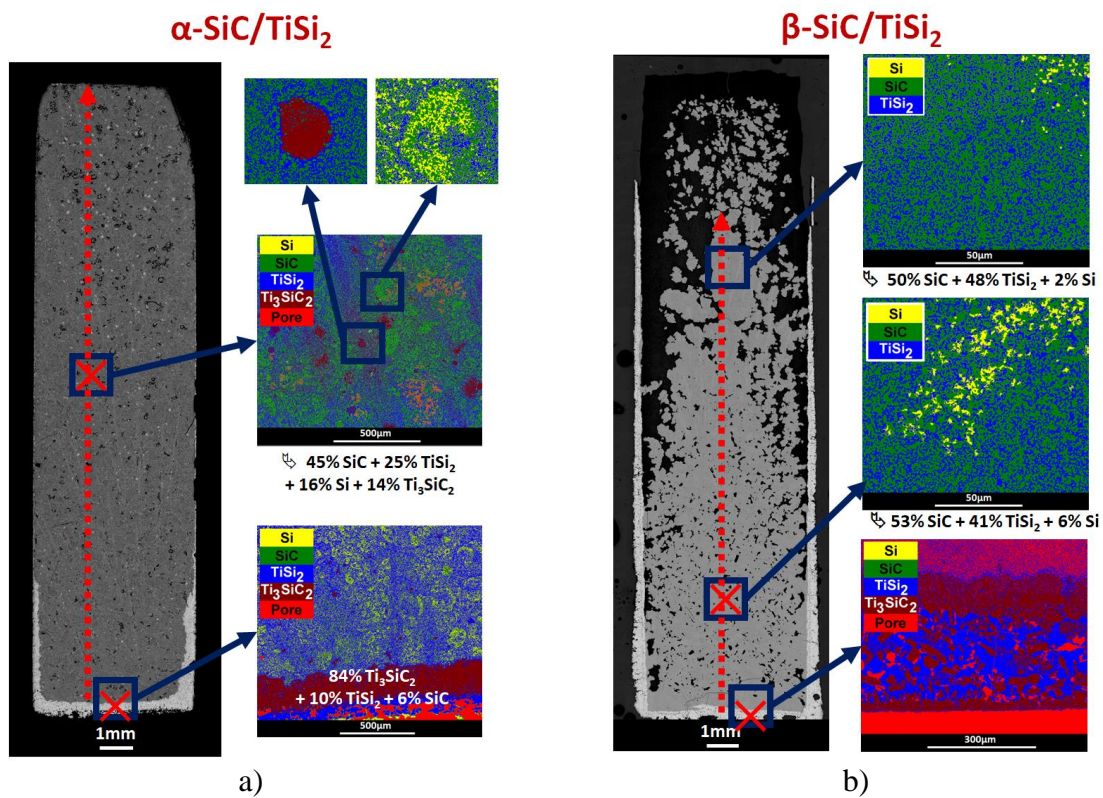 α-SiC/TiSi₂
β-SiC/TiSi₂
Si
SiC
TiSi₂
Ti₃SiC₂
Pore
500µm
↳ 45% SiC + 25% TiSi₂
+ 16% Si + 14% Ti₃SiC₂
Si
SiC
TiSi₂
Ti₃SiC₂
Pore
84% Ti₃SiC₂
+ 10% TiSi₂ + 6% SiC
500µm
1mm
a)
Si
SiC
TiSi₂
50µm
↳ 50% SiC + 48% TiSi₂ + 2% Si
Si
SiC
TiSi₂
50µm
↳ 53% SiC + 41% TiSi₂ + 6% Si
Si
SiC
TiSi₂
Ti₃SiC₂
Pore
300µm
1mm
b)